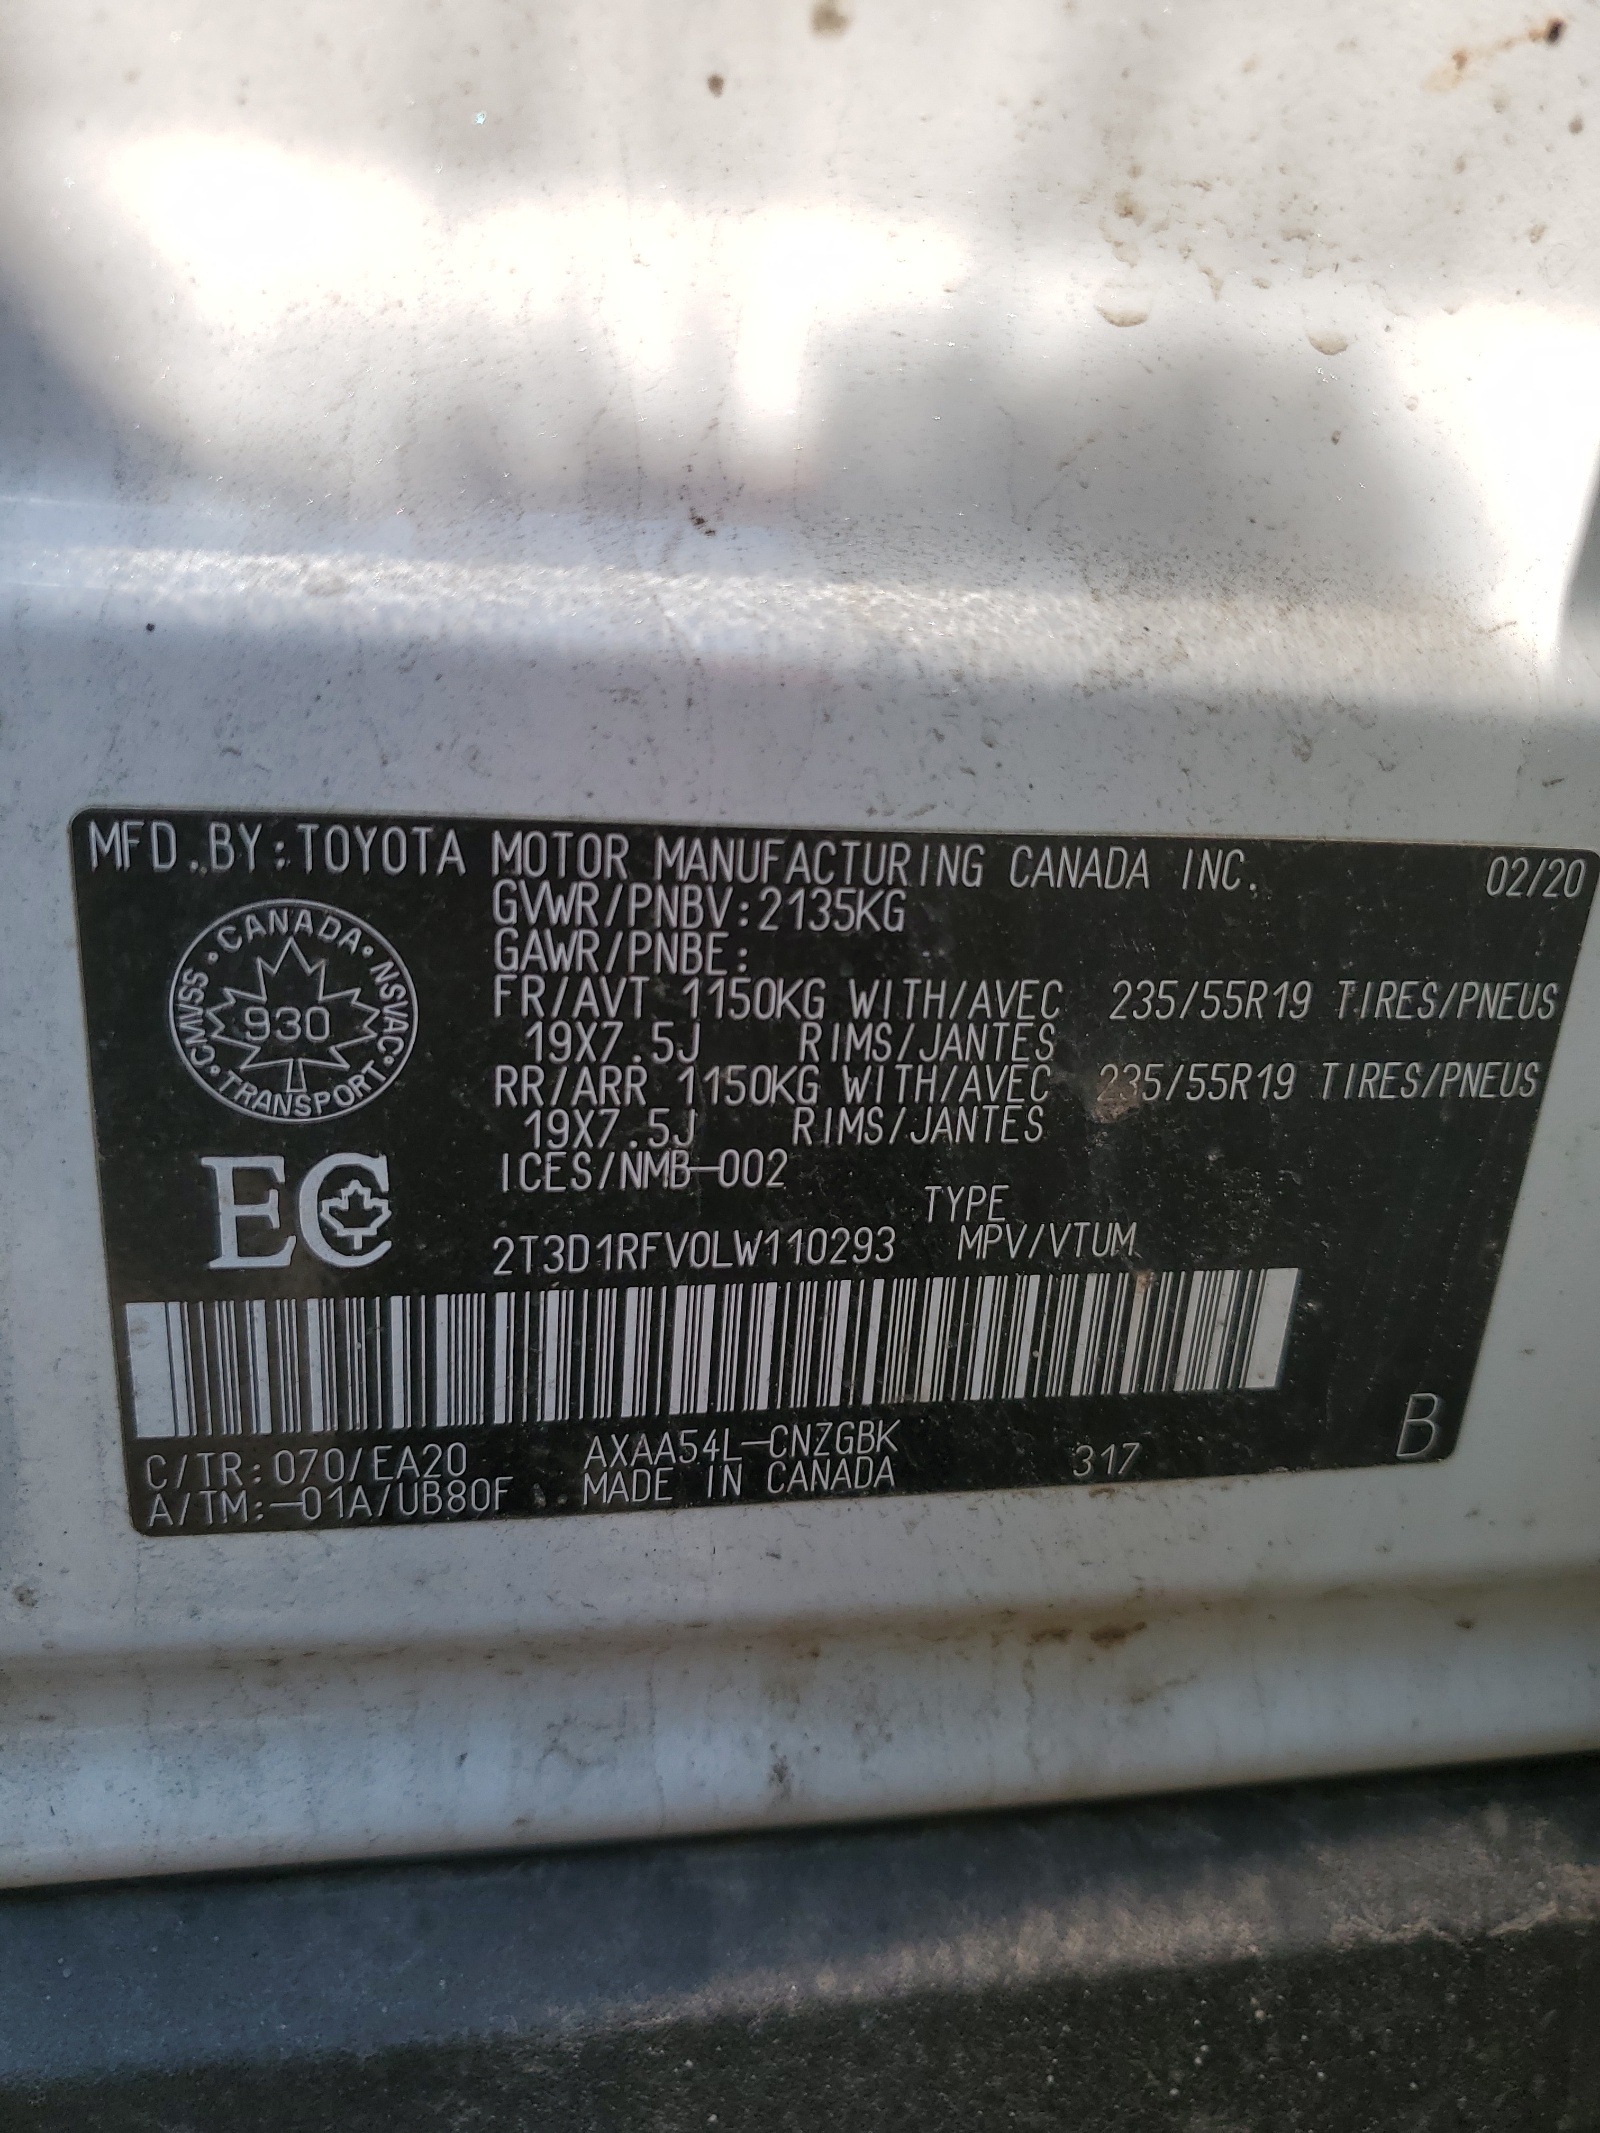 MFD. BY: TOYOTA MOTOR MANUFACTURING CANADA INC. 02/20
GVWR/PNBV: 2135KG
GAWR/PNBE:
FR/AVT 1150KG WITH/AVEC 235/55R19 TIRES/PNEUS
19X7.5J RIMS/JANTES
RR/ARR 1150KG WITH/AVEC 235/55R19 TIRES/PNEUS
19X7.5J RIMS/JANTES
ICES/NMB-002
CANADA
CMVSS
NSVAC
930
TRANSPORT
EC
TYPE
2T3D1RFV0LW110293 MPV/VTUM
C/TR: 070/EA20 AXAA54L-CNZGBK 317 B
A/TM: -01A/UB80F MADE IN CANADA